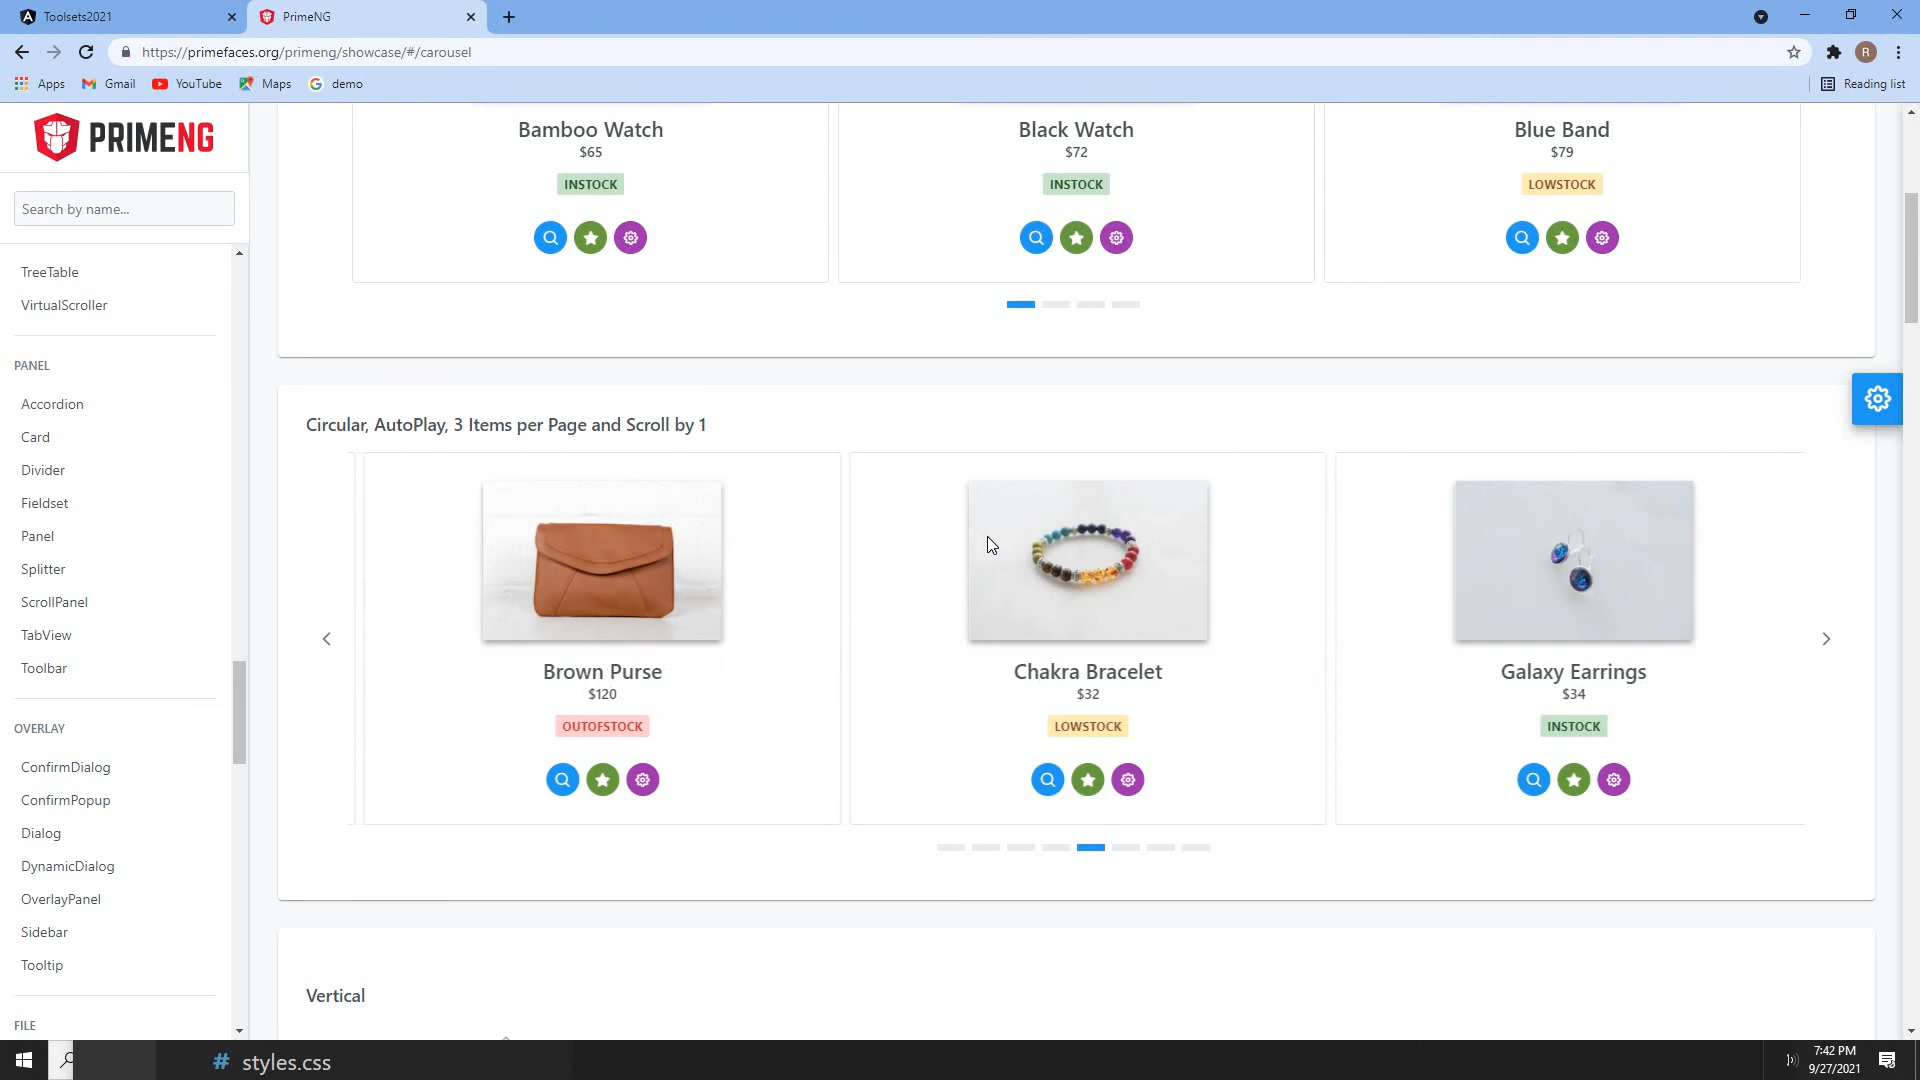 Toolsets2021
PrimeNG
https://primefaces.org/primeng/showcase/#/carousel
R
Apps
Gmail
YouTube
Maps
demo
Reading list
PRIMENG
Search by name...
TreeTable
VirtualScroller
PANEL
Accordion
Card
Divider
Fieldset
Panel
Splitter
ScrollPanel
TabView
Toolbar
OVERLAY
ConfirmDialog
ConfirmPopup
Dialog
DynamicDialog
OverlayPanel
Sidebar
Tooltip
FILE
Bamboo Watch
$65
INSTOCK
Black Watch
$72
INSTOCK
Blue Band
$79
LOWSTOCK
Circular, AutoPlay, 3 Items per Page and Scroll by 1
Brown Purse
$120
OUTOFSTOCK
Chakra Bracelet
$32
LOWSTOCK
Galaxy Earrings
$34
INSTOCK
Vertical
# styles.css
7:42 PM
9/27/2021